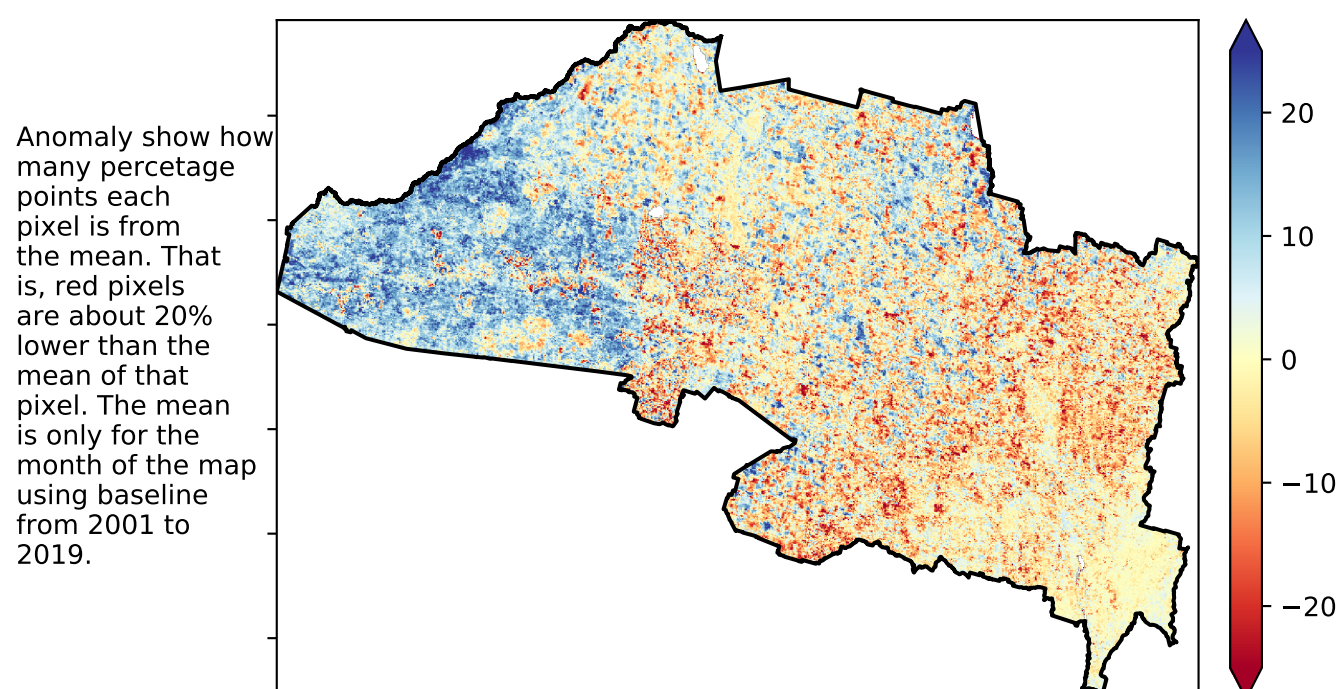 Anomaly show how
many percetage
points each
pixel is from
the mean. That
is, red pixels
are about 20%
lower than the
mean of that
pixel. The mean
is only for the
month of the map
using baseline
from 2001 to
2019.
20
10
0
−10
−20